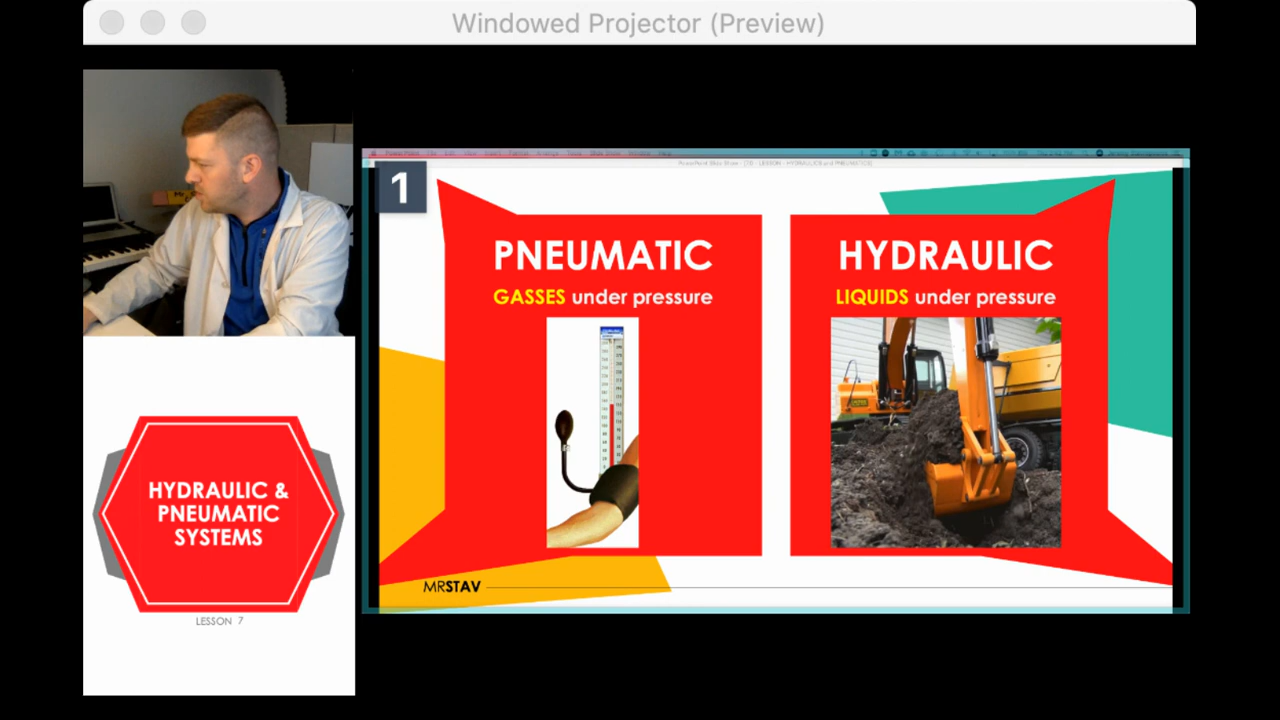 Windowed Projector (Preview)
1
PNEUMATIC
GASSES under pressure
HYDRAULIC
LIQUIDS under pressure
MRSTAV
HYDRAULIC &
PNEUMATIC
SYSTEMS
LESSON 7